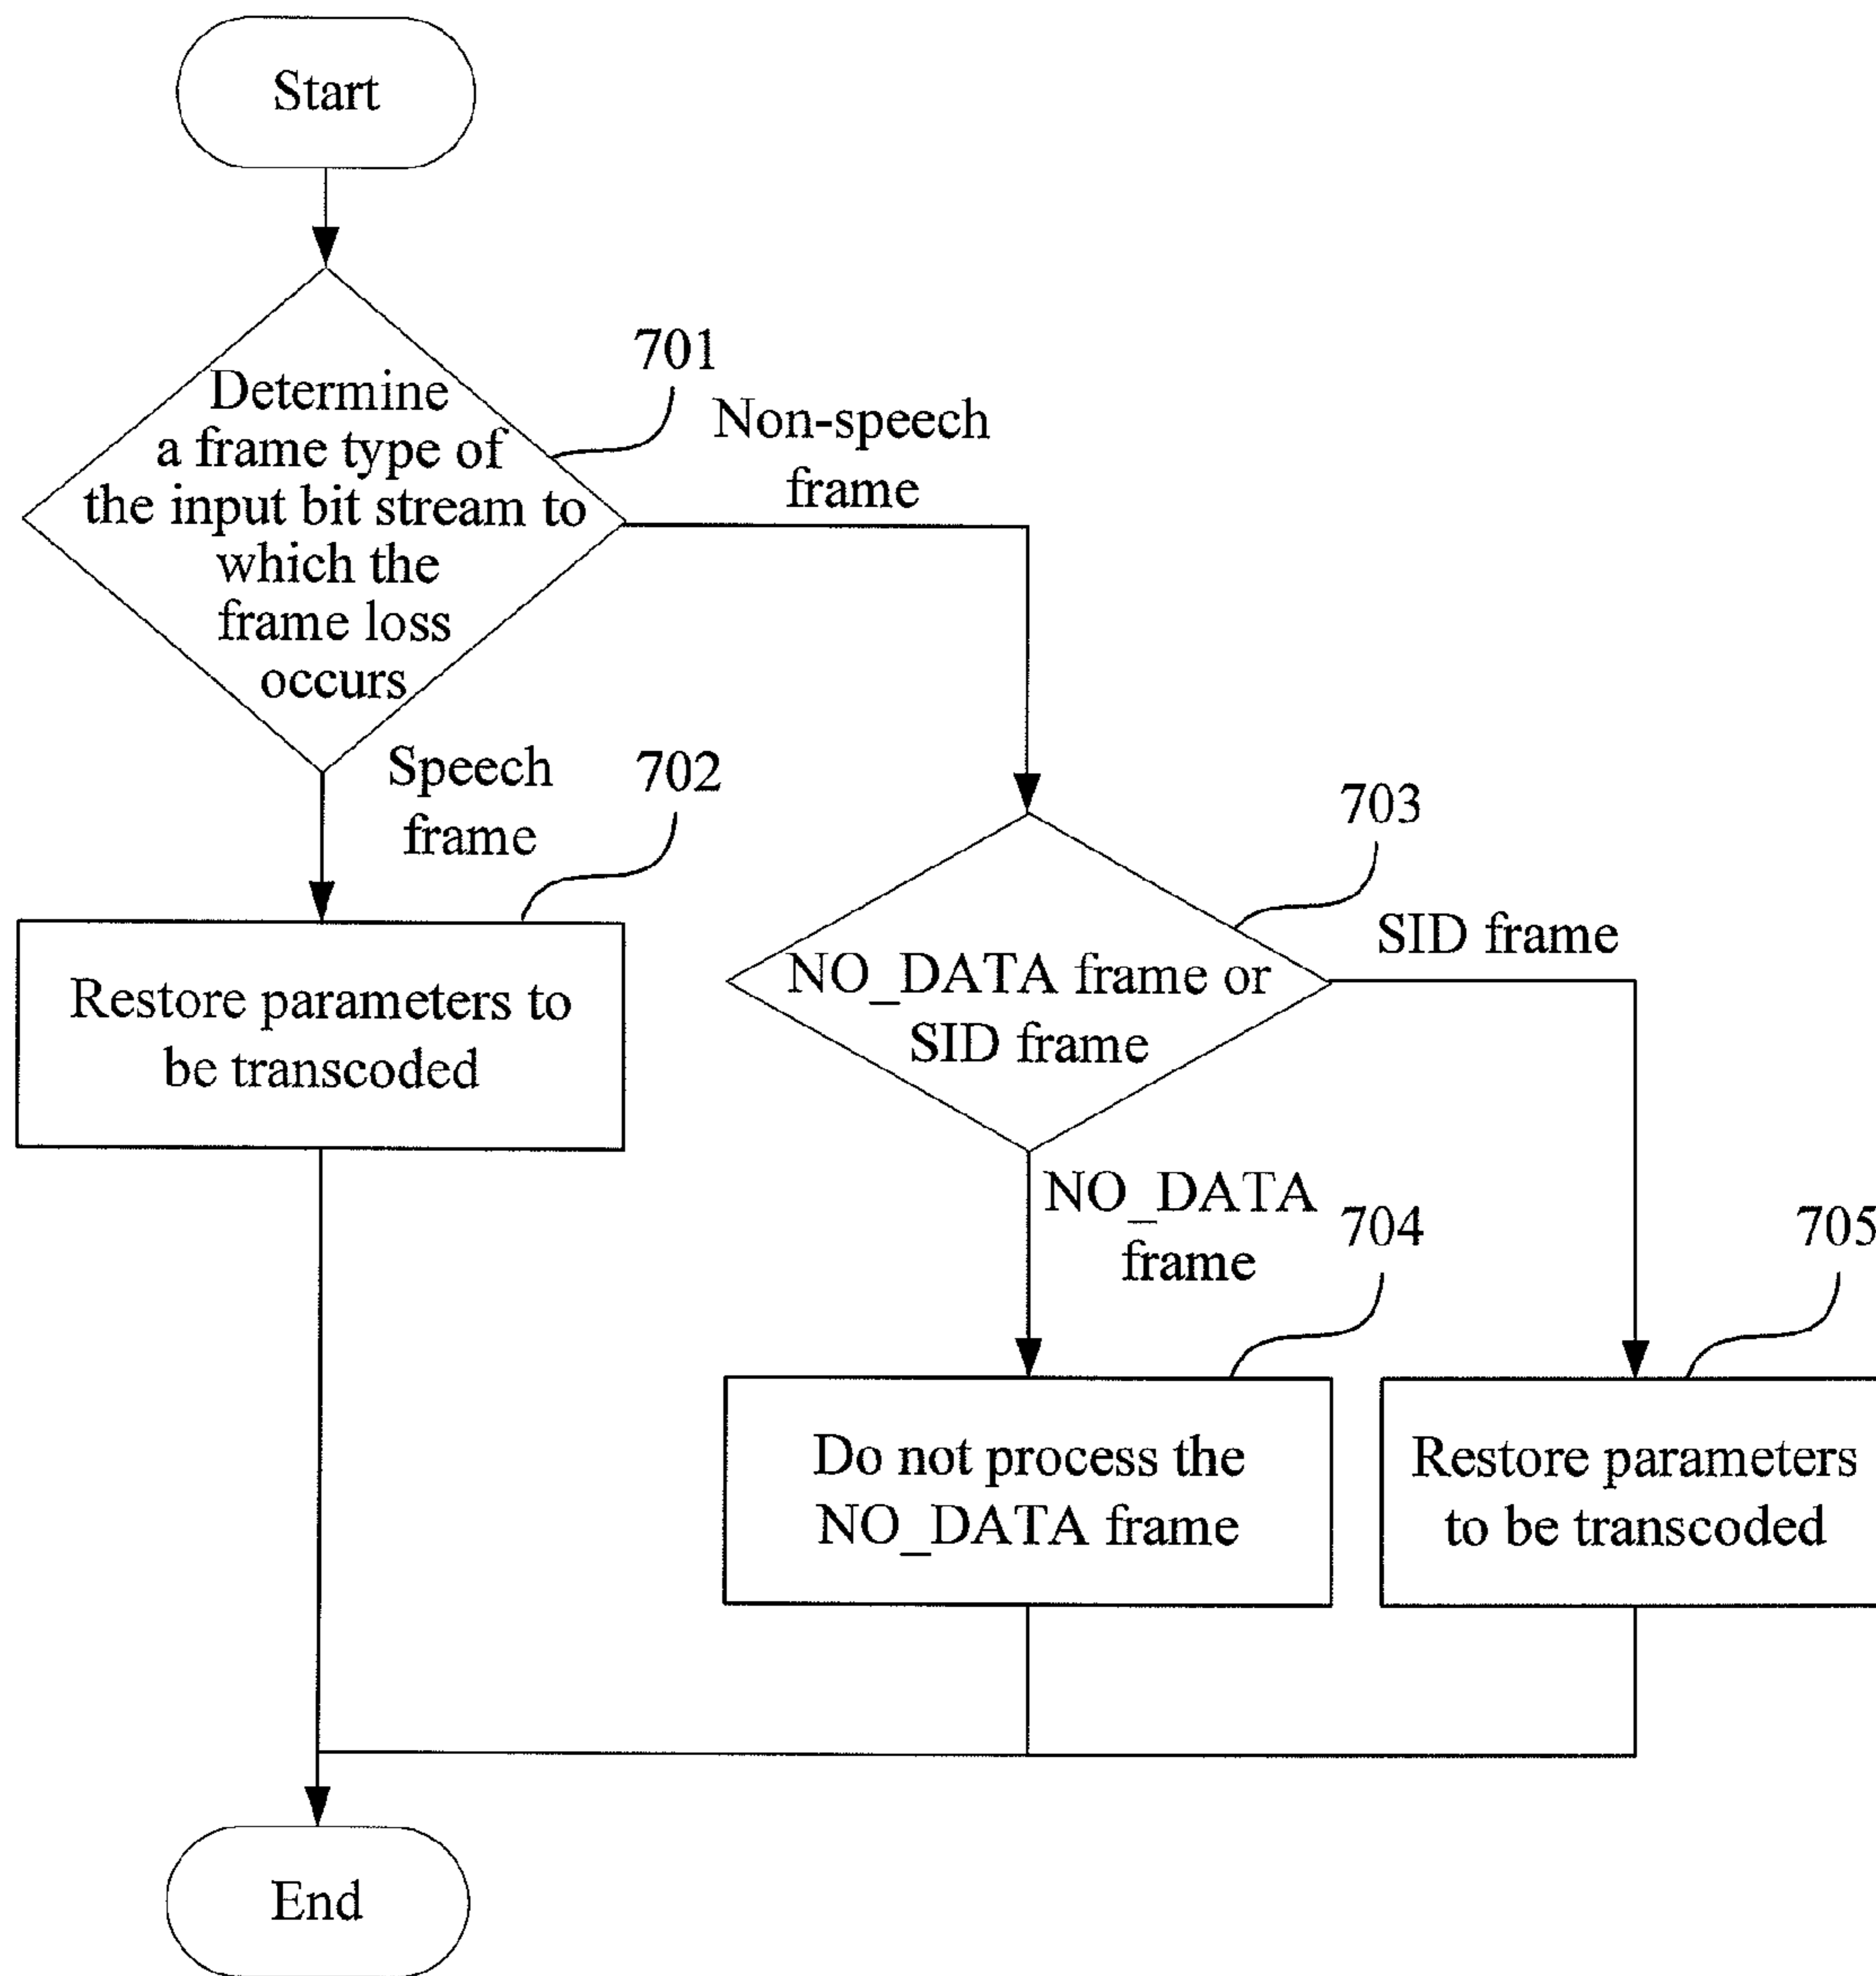 Start
Determine
a frame type of
the input bit stream to
which the
frame loss
occurs
701
Non-speech
frame
Speech
frame
702
Restore parameters to
be transcoded
703
NO_DATA frame or
SID frame
SID frame
NO_DATA
frame
704
705
Do not process the
NO_DATA frame
Restore parameters
to be transcoded
End